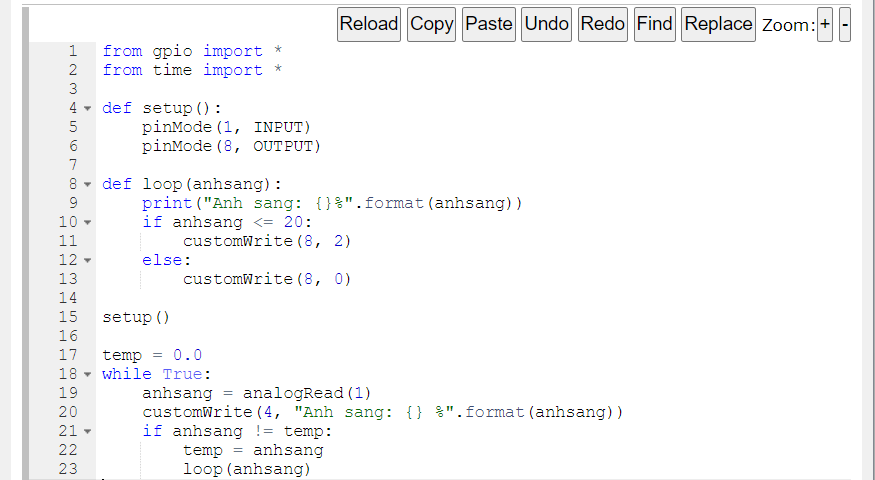 Reload Copy Paste Undo Redo Find Replace Zoom: + -
1 from gpio import *
2 from time import *
3
4 def setup():
5     pinMode(1, INPUT)
6     pinMode(8, OUTPUT)
7
8 def loop(anhsang):
9     print("Anh sang: {}%".format(anhsang))
10     if anhsang <= 20:
11         customWrite(8, 2)
12     else:
13         customWrite(8, 0)
14
15 setup()
16
17 temp = 0.0
18 while True:
19     anhsang = analogRead(1)
20     customWrite(4, "Anh sang: {} %".format(anhsang))
21     if anhsang != temp:
22         temp = anhsang
23         loop(anhsang)